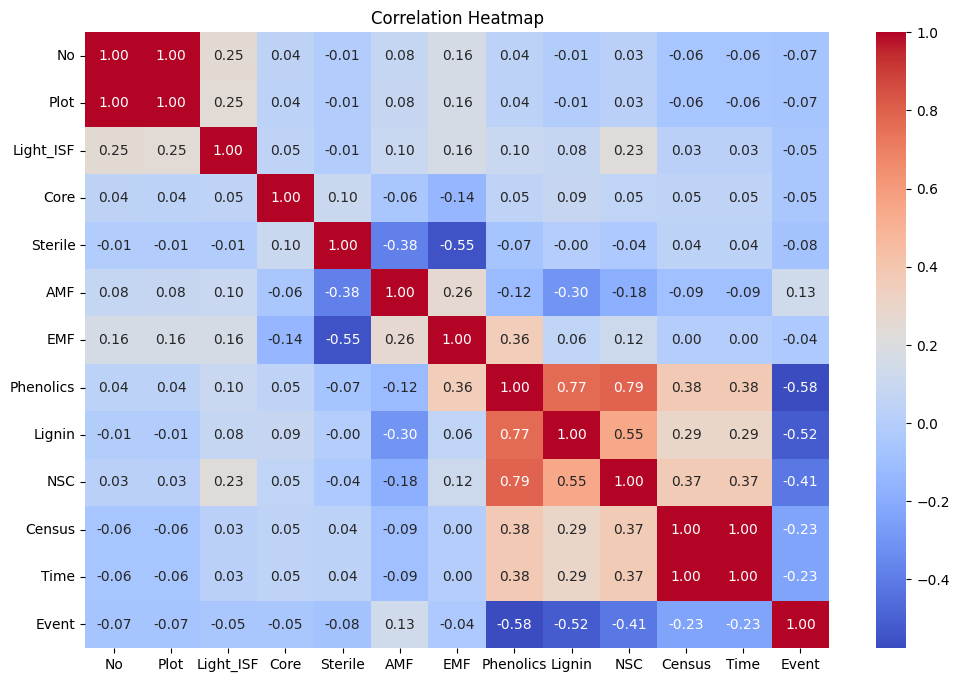 Correlation Heatmap
No 1.00 1.00 0.25 0.04 -0.01 0.08 0.16 0.04 -0.01 0.03 -0.06 -0.06 -0.07
Plot 1.00 1.00 0.25 0.04 -0.01 0.08 0.16 0.04 -0.01 0.03 -0.06 -0.06 -0.07
Light_ISF 0.25 0.25 1.00 0.05 -0.01 0.10 0.16 0.10 0.08 0.23 0.03 0.03 -0.05
Core 0.04 0.04 0.05 1.00 0.10 -0.06 -0.14 0.05 0.09 0.05 0.05 0.05 -0.05
Sterile -0.01 -0.01 -0.01 0.10 1.00 -0.38 -0.55 -0.07 -0.00 -0.04 0.04 0.04 -0.08
AMF 0.08 0.08 0.10 -0.06 -0.38 1.00 0.26 -0.12 -0.30 -0.18 -0.09 -0.09 0.13
EMF 0.16 0.16 0.16 -0.14 -0.55 0.26 1.00 0.36 0.06 0.12 0.00 0.00 -0.04
Phenolics 0.04 0.04 0.10 0.05 -0.07 -0.12 0.36 1.00 0.77 0.79 0.38 0.38 -0.58
Lignin -0.01 -0.01 0.08 0.09 -0.00 -0.30 0.06 0.77 1.00 0.55 0.29 0.29 -0.52
NSC 0.03 0.03 0.23 0.05 -0.04 -0.18 0.12 0.79 0.55 1.00 0.37 0.37 -0.41
Census -0.06 -0.06 0.03 0.05 0.04 -0.09 0.00 0.38 0.29 0.37 1.00 1.00 -0.23
Time -0.06 -0.06 0.03 0.05 0.04 -0.09 0.00 0.38 0.29 0.37 1.00 1.00 -0.23
Event -0.07 -0.07 -0.05 -0.05 -0.08 0.13 -0.04 -0.58 -0.52 -0.41 -0.23 -0.23 1.00
No Plot Light_ISF Core Sterile AMF EMF Phenolics Lignin NSC Census Time Event
1.0
0.8
0.6
0.4
0.2
0.0
−0.2
−0.4